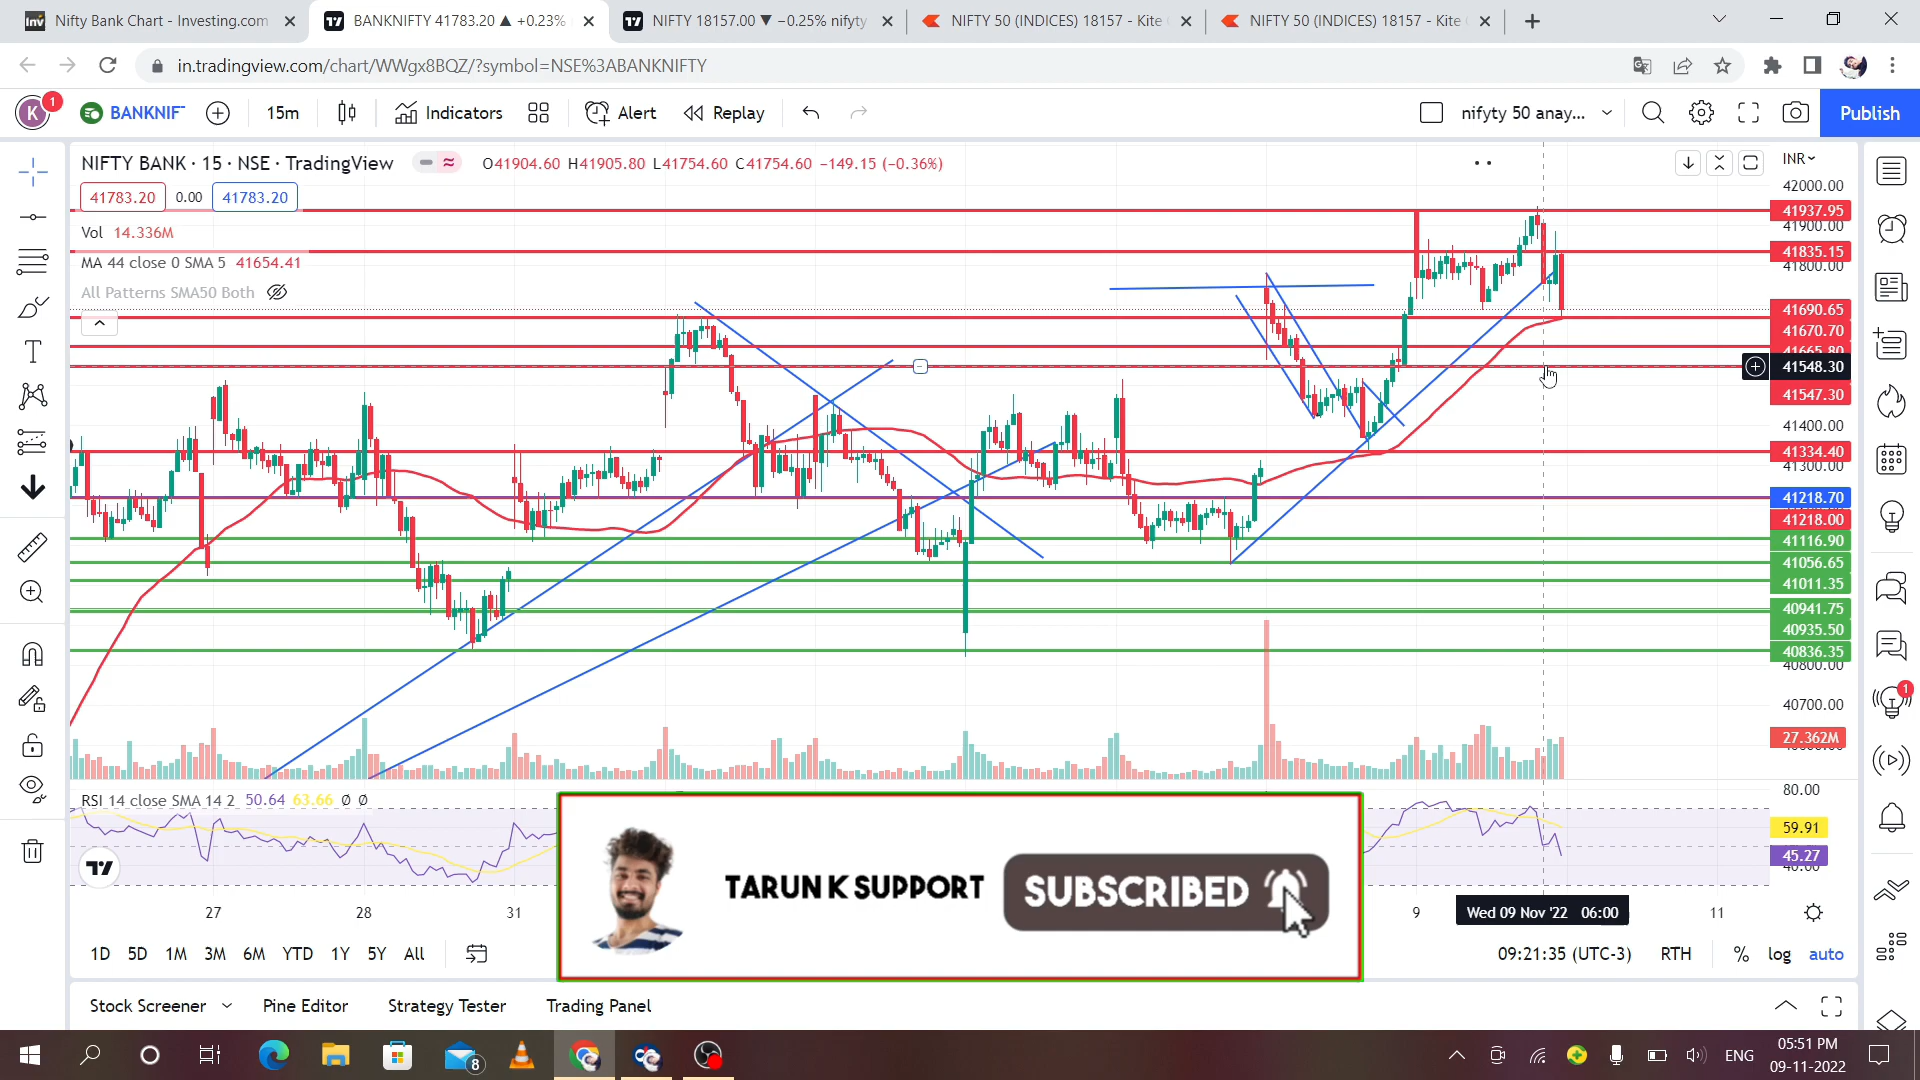 Nifty Bank Chart - Investing.com
BANKNIFTY 41783.20 ▲ +0.23%
NIFTY 18157.00 ▼ −0.25% nifyty
NIFTY 50 (INDICES) 18157 - Kite
NIFTY 50 (INDICES) 18157 - Kite
in.tradingview.com/chart/WWgx8BQZ/?symbol=NSE%3ABANKNIFTY
K 1
BANKNIF
15m
Indicators
Alert
Replay
nifyty 50 anay...
Publish
NIFTY BANK · 15 · NSE · TradingView
O41904.60 H41905.80 L41754.60 C41754.60 −149.15 (−0.36%)
INR
41783.20 0.00 41783.20
Vol 14.336M
MA 44 close 0 SMA 5 41654.41
All Patterns SMA50 Both
42000.00
41937.95
41900.00
41835.15
41800.00
41690.65
41670.70
41665.80
41548.30
41547.30
41400.00
41334.40
41300.00
41218.70
41218.00
41116.90
41056.65
41011.35
40941.75
40935.50
40836.35
40800.00
40700.00
27.362M
RSI 14 close SMA 14 2 50.64 63.66 Ø Ø
80.00
59.91
45.27
40.00
TARUN K SUPPORT
SUBSCRIBED
27 28 31 9 Wed 09 Nov '22 06:00 11
1D 5D 1M 3M 6M YTD 1Y 5Y All
09:21:35 (UTC-3) RTH % log auto
Stock Screener Pine Editor Strategy Tester Trading Panel
1
8
ENG
05:51 PM
09-11-2022